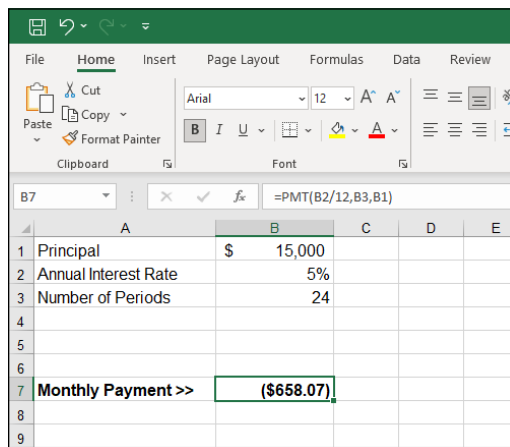 File Home Insert Page Layout Formulas Data Review
Paste
Cut
Copy
Format Painter
Clipboard
Arial 12 A A
B I U A
Font
B7 fx =PMT(B2/12,B3,B1)
A B C D E
1 Principal $ 15,000
2 Annual Interest Rate 5%
3 Number of Periods 24
4
5
6
7 Monthly Payment >> ($658.07)
8
9